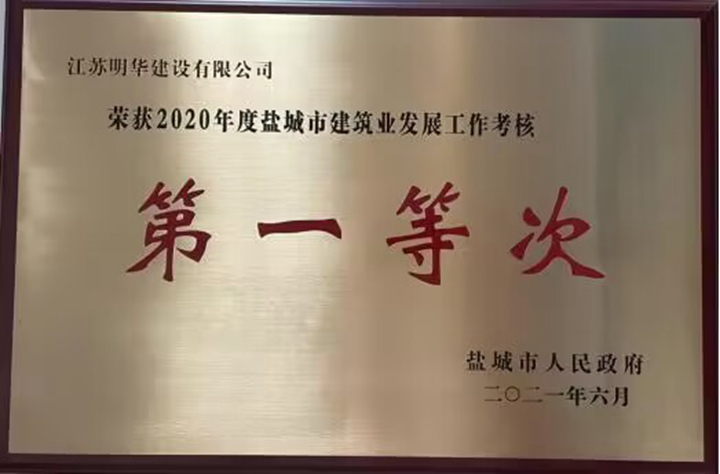 江苏明华建设有限公司
荣获2020年度盐城市建筑业发展工作考核
第一等次
盐城市人民政府
二〇二一年六月